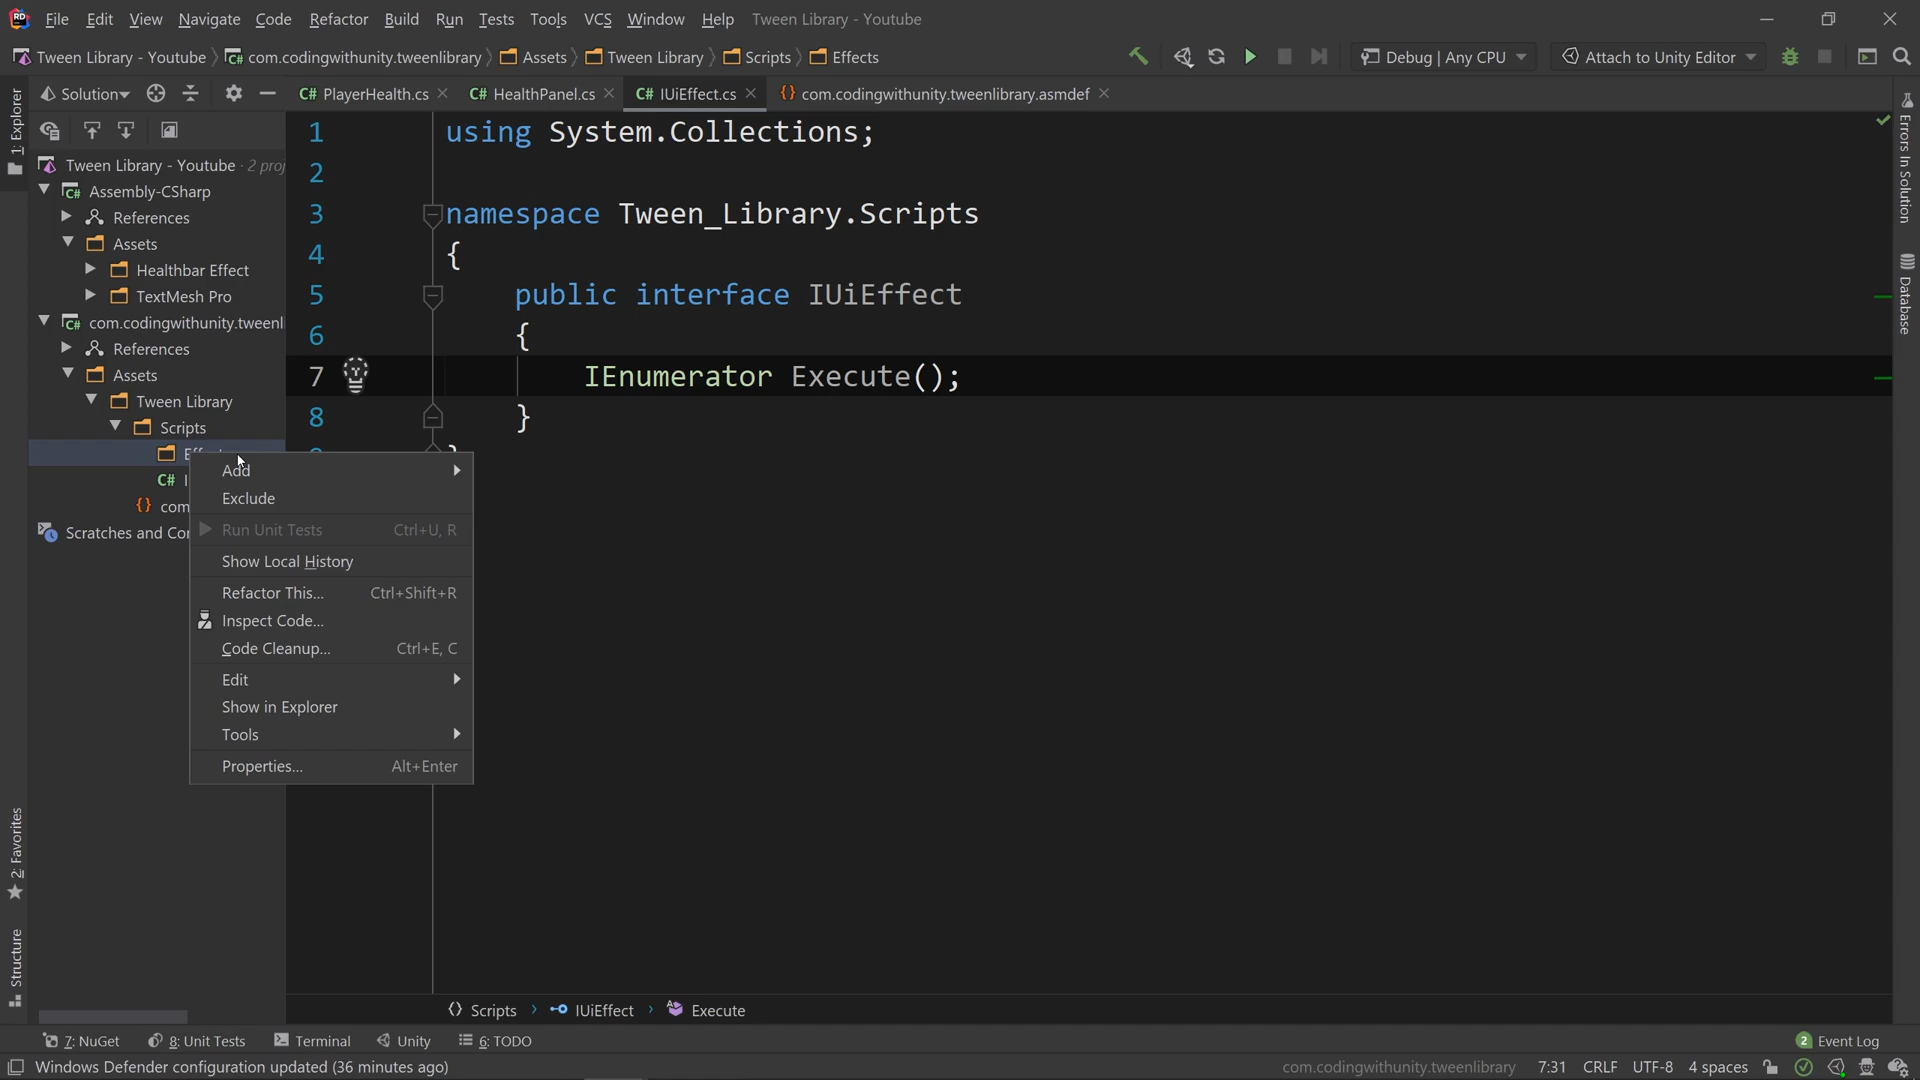 File Edit View Navigate Code Refactor Build Run Tests Tools VCS Window Help Tween Library - Youtube
Tween Library - Youtube com.codingwithunity.tweenlibrary Assets Tween Library Scripts Effects Debug | Any CPU Attach to Unity Editor
1: Explorer
Solution
C# PlayerHealth.cs C# HealthPanel.cs C# IUiEffect.cs {} com.codingwithunity.tweenlibrary.asmdef
Tween Library - Youtube · 2 proj
C# Assembly-CSharp
References
Assets
Healthbar Effect
TextMesh Pro
C# com.codingwithunity.tweenl
References
Assets
Tween Library
Scripts
C# I
{} com
Scratches and Con
Add
Exclude
Run Unit Tests Ctrl+U, R
Show Local History
Refactor This... Ctrl+Shift+R
Inspect Code...
Code Cleanup... Ctrl+E, C
Edit
Show in Explorer
Tools
Properties... Alt+Enter
1 using System.Collections;
2
3 namespace Tween_Library.Scripts
4 {
5 public interface IUiEffect
6 {
7 IEnumerator Execute();
8 }
Errors In Solution
Database
2: Favorites
Structure
{} Scripts › IUiEffect › Execute
7: NuGet 8: Unit Tests Terminal Unity 6: TODO 2 Event Log
Windows Defender configuration updated (36 minutes ago) com.codingwithunity.tweenlibrary 7:31 CRLF UTF-8 4 spaces